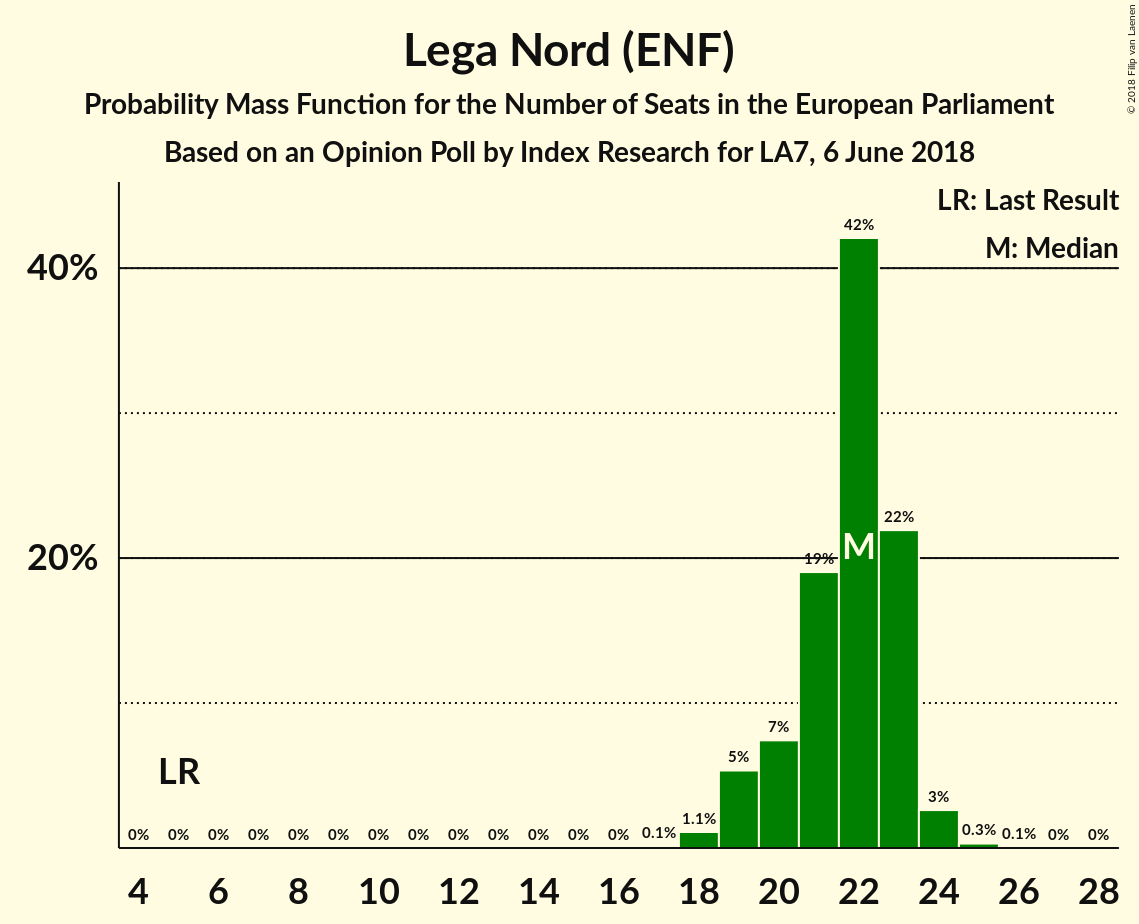 © 2018 Filip van Laenen
Lega Nord (ENF)
Probability Mass Function for the Number of Seats in the European Parliament
Based on an Opinion Poll by Index Research for LA7, 6 June 2018
LR: Last Result
M: Median
42%
40%
22%
20%
19%
M
7%
5%
LR
3%
0% 0% 0% 0% 0% 0% 0% 0% 0% 0% 0% 0% 0% 0.1% 1.1% 0.3% 0.1% 0% 0%
4 6 8 10 12 14 16 18 20 22 24 26 28